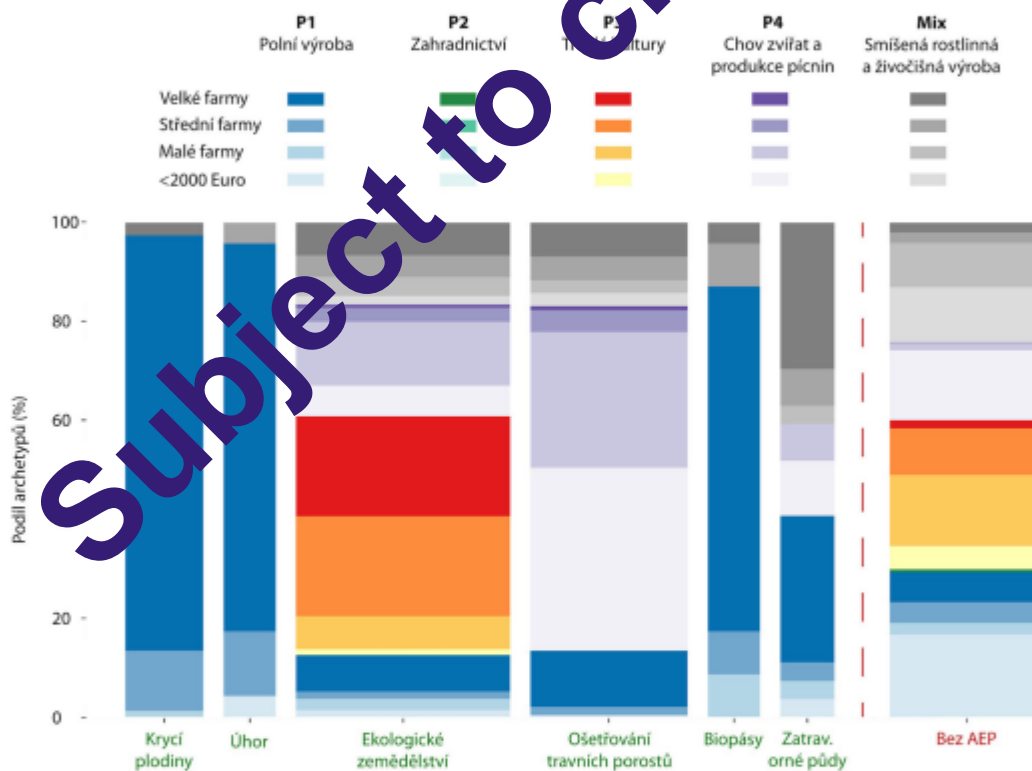 P1 P2 P4 Mix
Polní výroba Zahradnictví Chov zvířat a Smíšená rostlinná
produkce pícnin a živočišná výroba
Velké farmy
Střední farmy
Malé farmy
<2000 Euro
Subject to
Podíl archetypů (%)
100
80
60
20
0
Krycí
plodiny
Úhor
Ekologické
zemědělství
Ošetřování
travních porostů
Biopásy
Zatrav.
orné půdy
Bez AEP